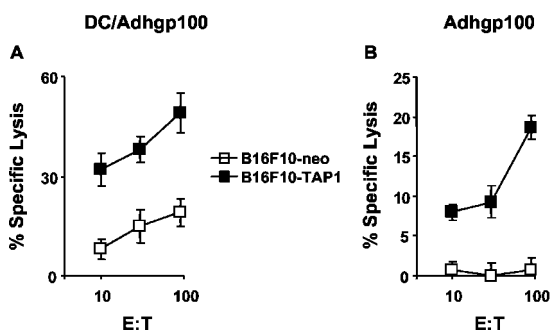 DC/Adhgp100
Adhgp100
A
B
% Specific Lysis
60
30
0
10
100
E:T
B16F10-neo
B16F10-TAP1
% Specific Lysis
25
20
15
10
5
0
10
100
E:T